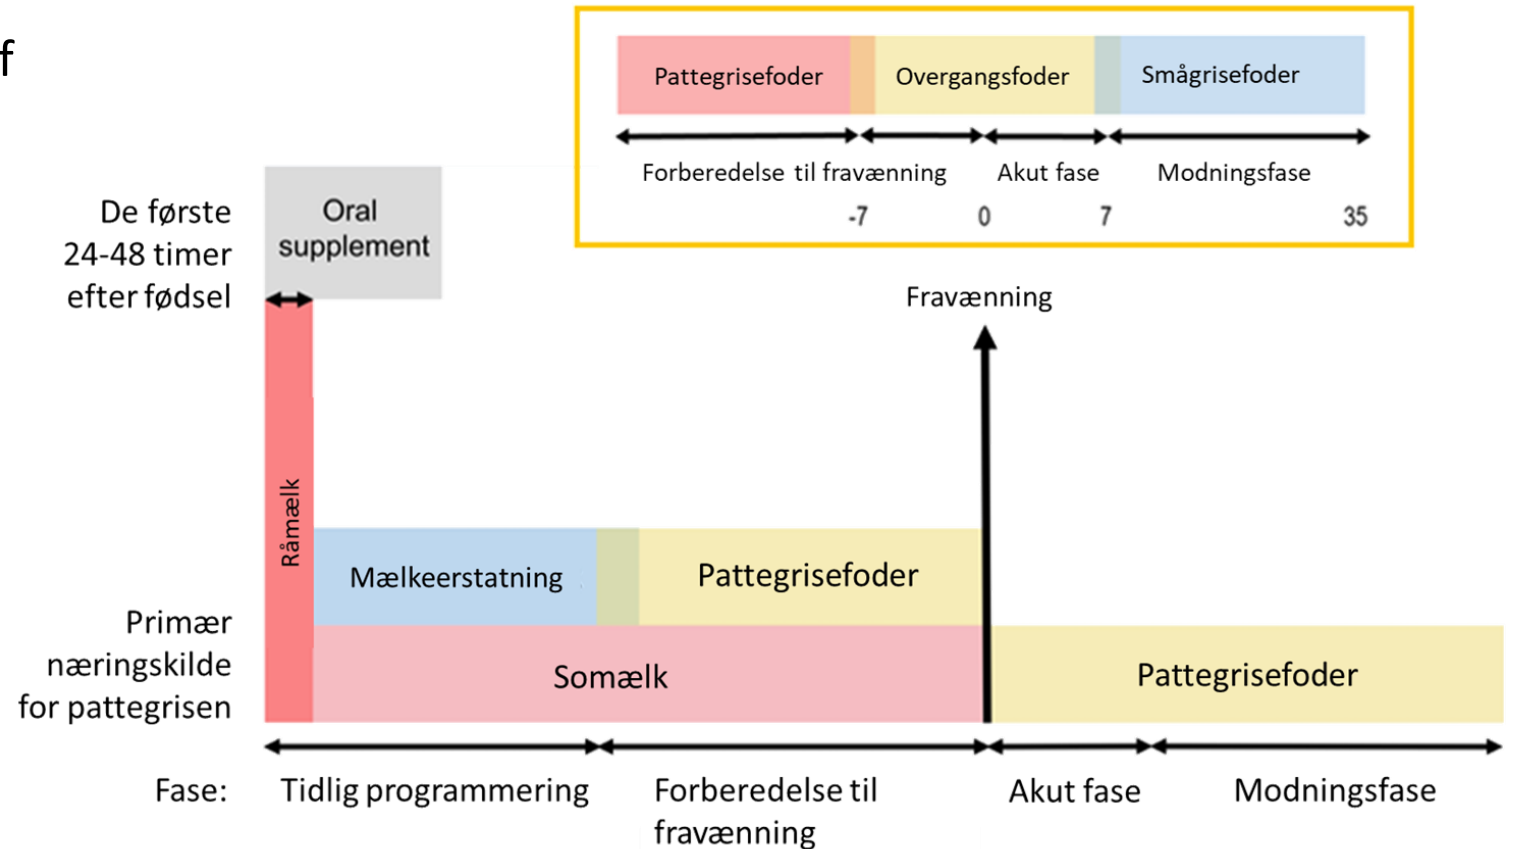 f
Pattegrisefoder
Overgangsfoder
Smågrisefoder
Forberedelse til fravænning
Akut fase
Modningsfase
-7
0
7
35
De første
24-48 timer
efter fødsel
Oral
supplement
Fravænning
Råmælk
Mælkeerstatning
Pattegrisefoder
Primær
næringskilde
for pattegrisen
Somælk
Pattegrisefoder
Fase:
Tidlig programmering
Forberedelse til
fravænning
Akut fase
Modningsfase